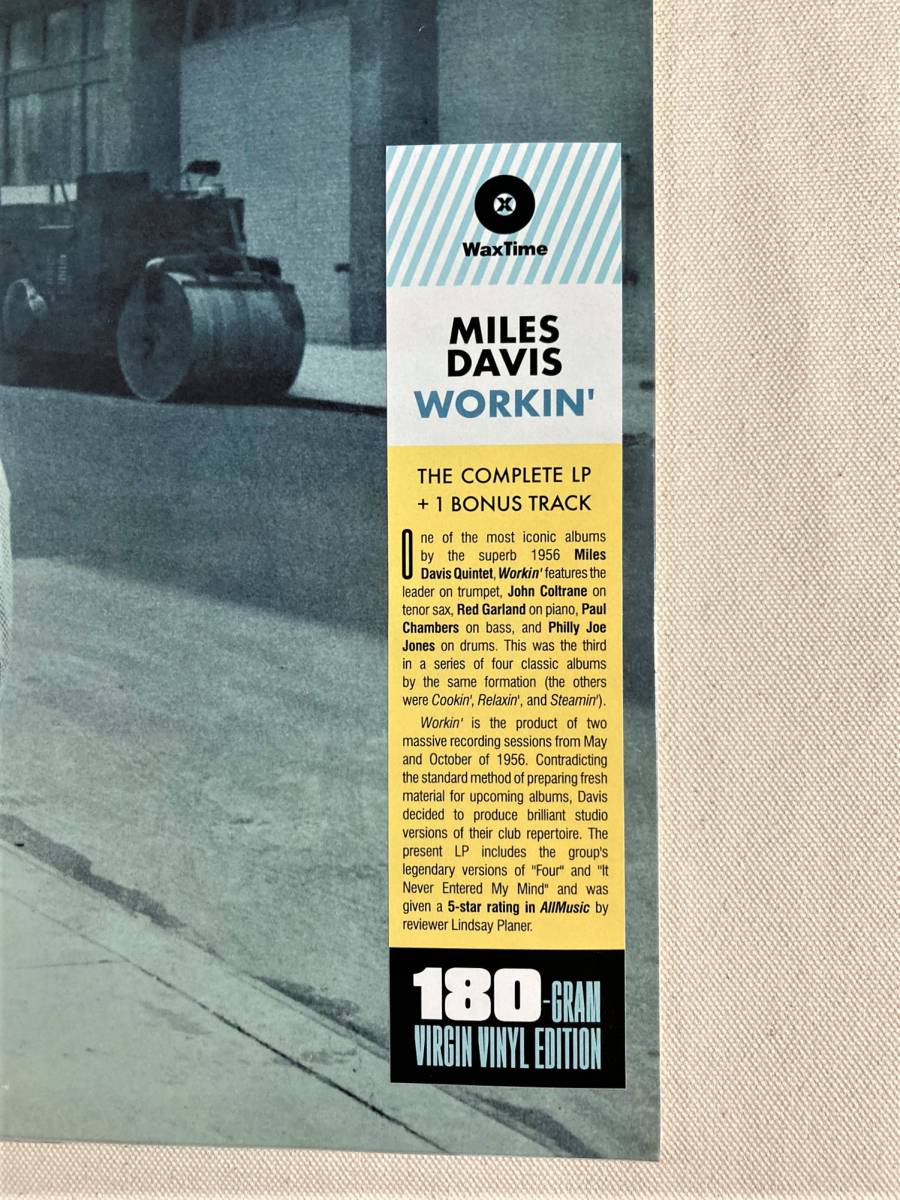 X
WaxTime
MILES
DAVIS
WORKIN'
THE COMPLETE LP
+ 1 BONUS TRACK
One of the most iconic albums
by the superb 1956 Miles
Davis Quintet, Workin' features the
leader on trumpet, John Coltrane on
tenor sax, Red Garland on piano, Paul
Chambers on bass, and Philly Joe
Jones on drums. This was the third
in a series of four classic albums
by the same formation (the others
were Cookin', Relaxin', and Steamin').
Workin' is the product of two
massive recording sessions from May
and October of 1956. Contradicting
the standard method of preparing fresh
material for upcoming albums, Davis
decided to produce brilliant studio
versions of their club repertoire. The
present LP includes the group's
legendary versions of "Four" and "It
Never Entered My Mind" and was
given a 5-star rating in AllMusic by
reviewer Lindsay Planer.
180-GRAM
VIRGIN VINYL EDITION